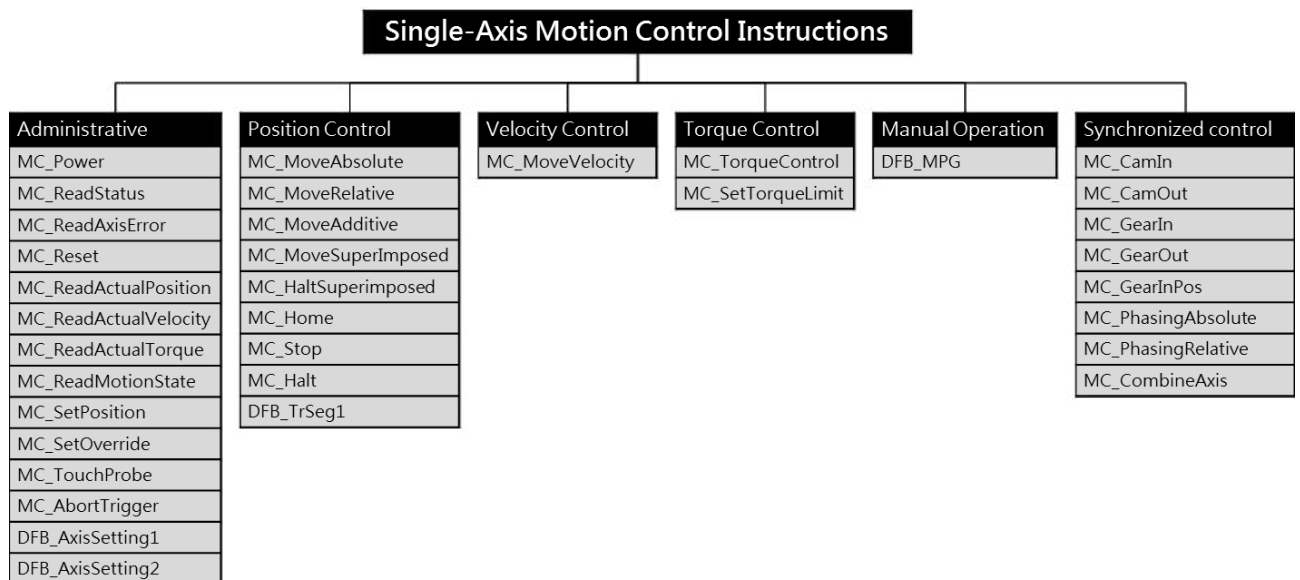 Single-Axis Motion Control Instructions
Administrative
MC_Power
MC_ReadStatus
MC_ReadAxisError
MC_Reset
MC_ReadActualPosition
MC_ReadActualVelocity
MC_ReadActualTorque
MC_ReadMotionState
MC_SetPosition
MC_SetOverride
MC_TouchProbe
MC_AbortTrigger
DFB_AxisSetting1
DFB_AxisSetting2
Position Control
MC_MoveAbsolute
MC_MoveRelative
MC_MoveAdditive
MC_MoveSuperImposed
MC_HaltSuperimposed
MC_Home
MC_Stop
MC_Halt
DFB_TrSeg1
Velocity Control
MC_MoveVelocity
Torque Control
MC_TorqueControl
MC_SetTorqueLimit
Manual Operation
DFB_MPG
Synchronized control
MC_CamIn
MC_CamOut
MC_GearIn
MC_GearOut
MC_GearInPos
MC_PhasingAbsolute
MC_PhasingRelative
MC_CombineAxis